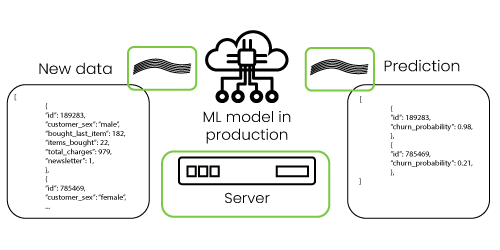 New data
[
{
"id": 189283,
"customer_sex": "male",
"bought_last_item": 182,
"items_bought": 22,
"total_charges": 979,
"newsletter": 1,
},
{
"id": 785469,
"customer_sex": "female",
...
ML model in
production
Server
Prediction
[
{
"id": 189283,
"churn_probability": 0.98,
},
{
"id": 785469,
"churn_probability": 0.21,
},
]